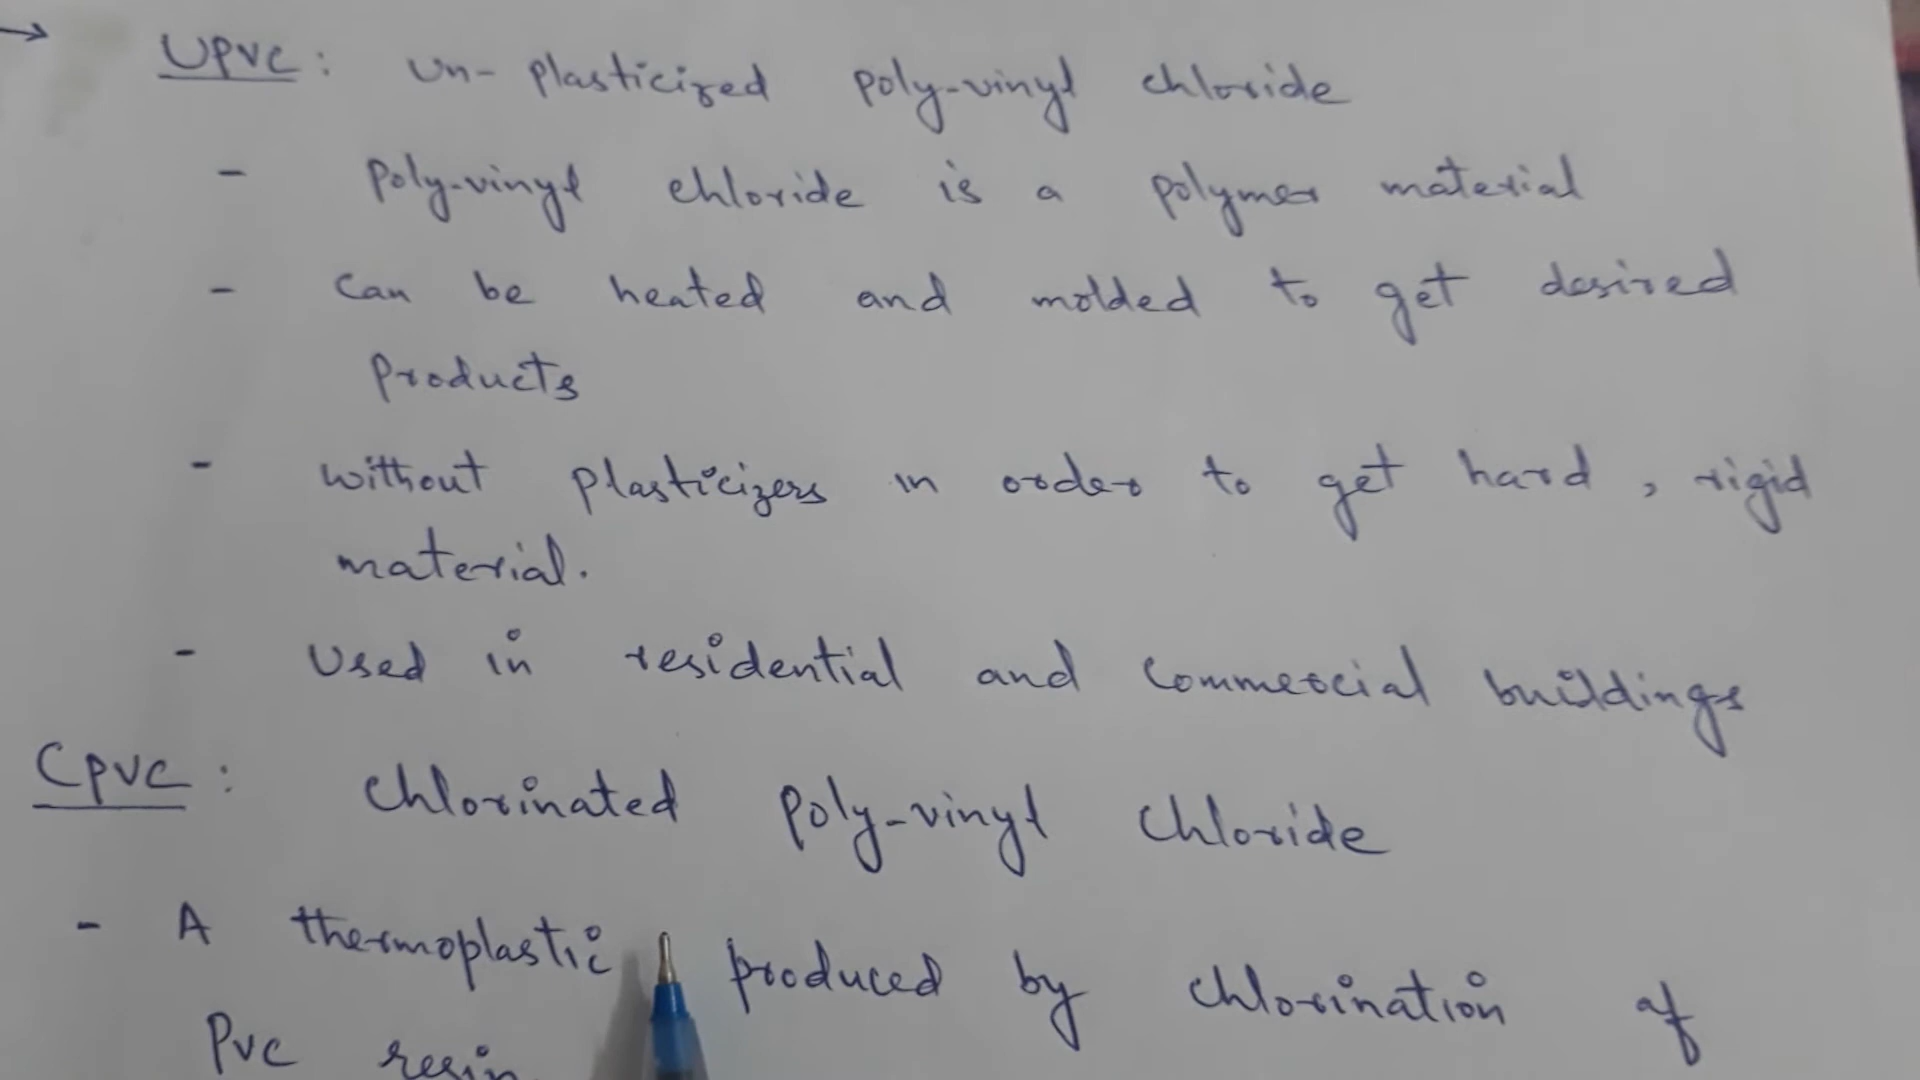 → UPVC: Un-plasticized poly-vinyl chloride
- Poly-vinyl chloride is a polymer material
- Can be heated and molded to get desired
products
- without plasticizers in order to get hard, rigid
material.
- Used in residential and Commercial buildings
CPVC: Chlorinated Poly-vinyl Chloride
- A thermoplastic produced by Chlorination of
PVC resin